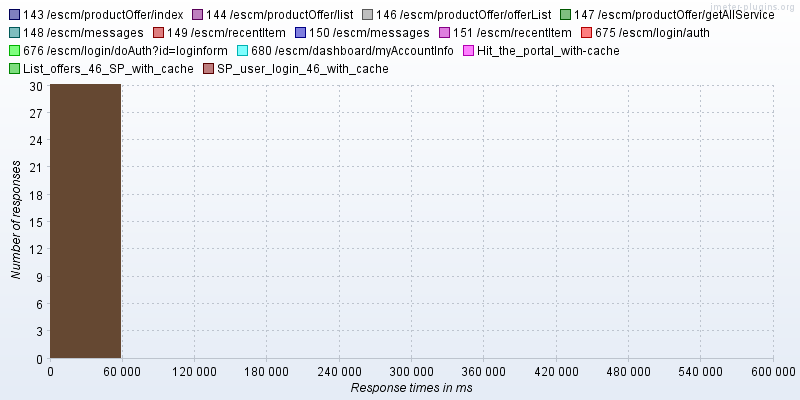 jmeter-plugins.org
143 /escm/productOffer/index 144 /escm/productOffer/list 146 /escm/productOffer/offerList 147 /escm/productOffer/getAllService
148 /escm/messages 149 /escm/recentItem 150 /escm/messages 151 /escm/recentItem 675 /escm/login/auth
676 /escm/login/doAuth?id=loginform 680 /escm/dashboard/myAccountInfo Hit_the_portal_with-cache
List_offers_46_SP_with_cache SP_user_login_46_with_cache
30
27
24
21
18
15
12
9
6
3
0
Number of responses
0 60 000 120 000 180 000 240 000 300 000 360 000 420 000 480 000 540 000 600 000
Response times in ms